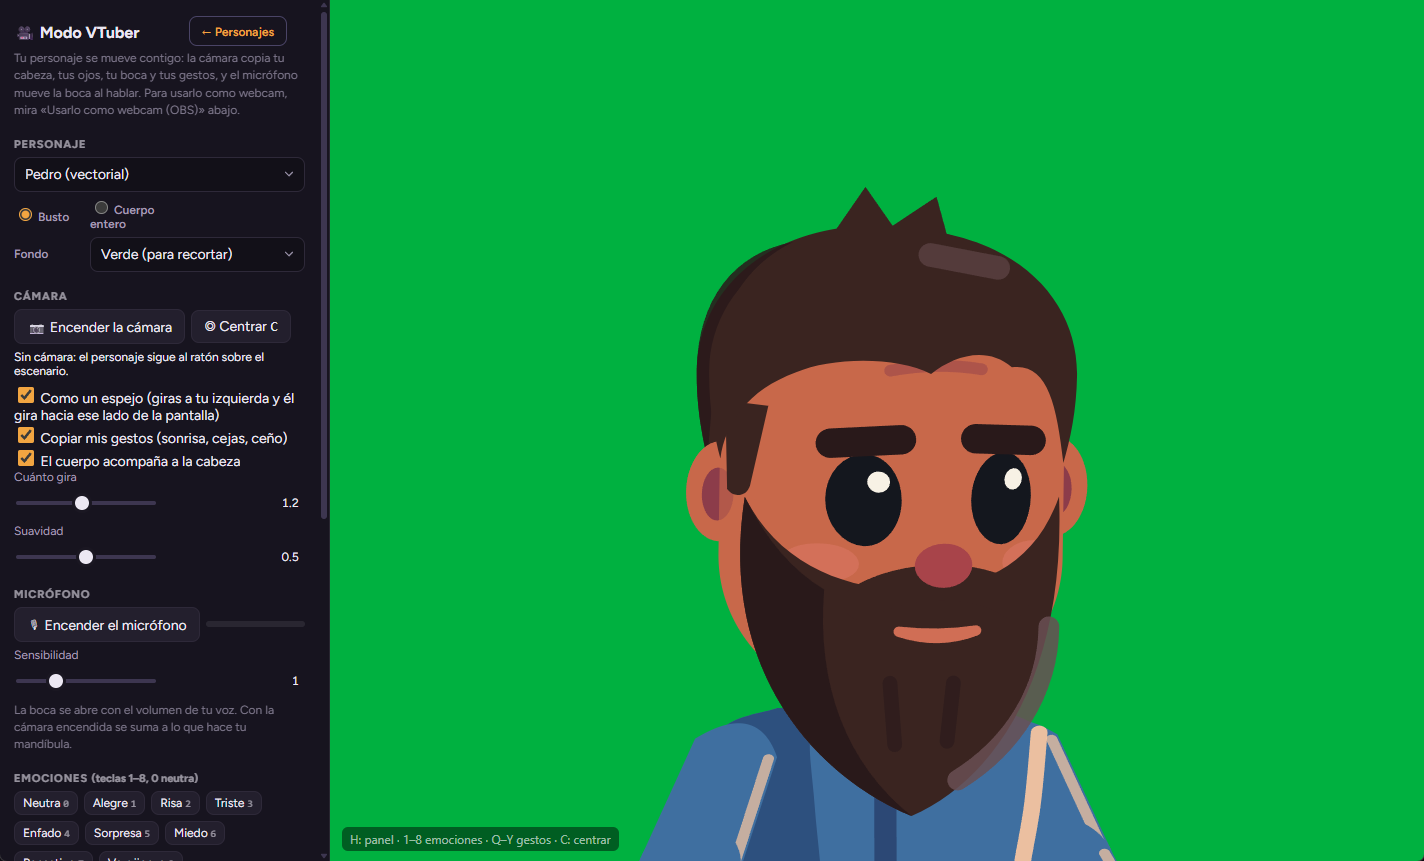 Modo VTuber
← Personajes
Tu personaje se mueve contigo: la cámara copia tu
cabeza, tus ojos, tu boca y tus gestos, y el micrófono
mueve la boca al hablar. Para usarlo como webcam,
mira «Usarlo como webcam (OBS)» abajo.
PERSONAJE
Pedro (vectorial)
Busto
Cuerpo
entero
Fondo
Verde (para recortar)
CÁMARA
Encender la cámara
Centrar C
Sin cámara: el personaje sigue al ratón sobre el
escenario.
Como un espejo (giras a tu izquierda y él
gira hacia ese lado de la pantalla)
Copiar mis gestos (sonrisa, cejas, ceño)
El cuerpo acompaña a la cabeza
Cuánto gira
1.2
Suavidad
0.5
MICRÓFONO
Encender el micrófono
Sensibilidad
1
La boca se abre con el volumen de tu voz. Con la
cámara encendida se suma a lo que hace tu
mandíbula.
EMOCIONES (teclas 1–8, 0 neutra)
Neutra 0
Alegre 1
Risa 2
Triste 3
Enfado 4
Sorpresa 5
Miedo 6
H: panel · 1–8 emociones · Q–Y gestos · C: centrar